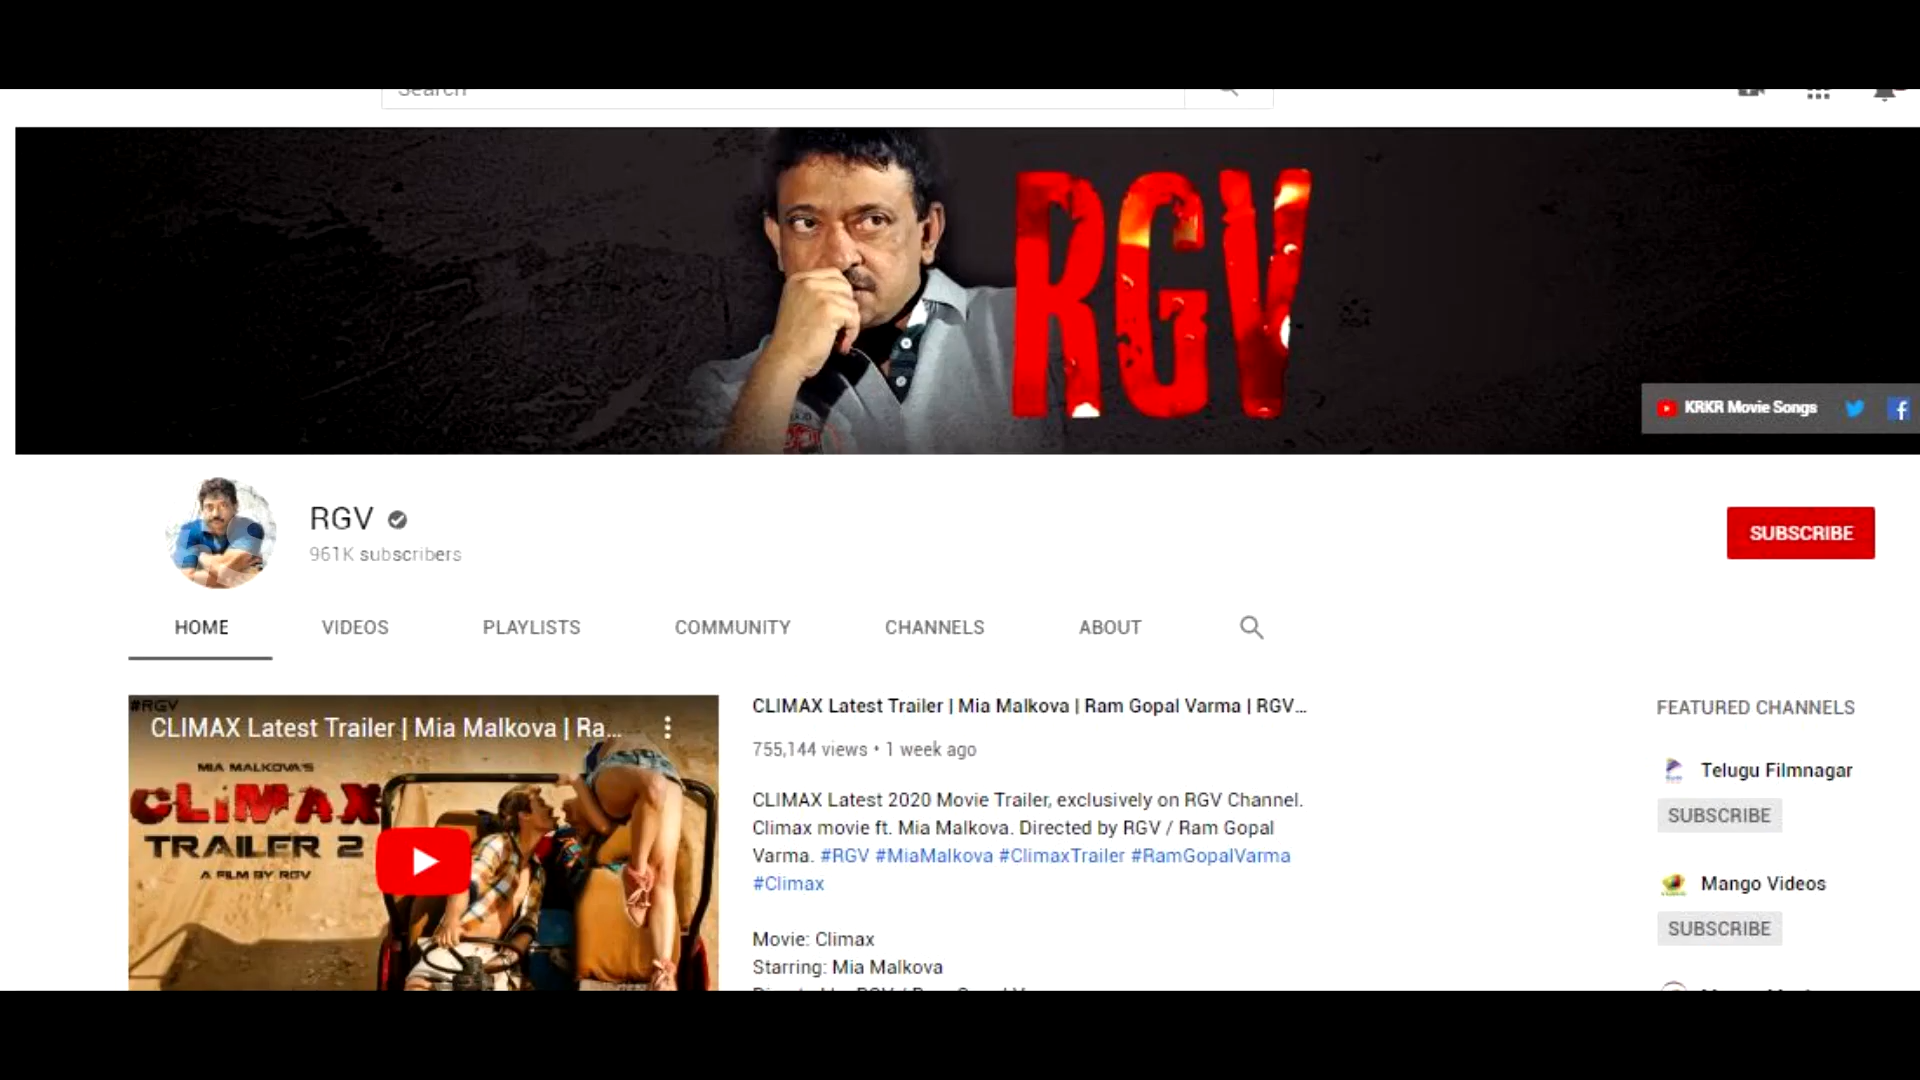 Search
RGV
KRKR Movie Songs
RGV
961K subscribers
SUBSCRIBE
HOME
VIDEOS
PLAYLISTS
COMMUNITY
CHANNELS
ABOUT
#RGV
CLIMAX Latest Trailer | Mia Malkova | Ra...
MIA MALKOVA'S
CLiMAX
TRAILER 2
A FILM BY RGV
CLIMAX Latest Trailer | Mia Malkova | Ram Gopal Varma | RGV...
755,144 views • 1 week ago
CLIMAX Latest 2020 Movie Trailer, exclusively on RGV Channel.
Climax movie ft. Mia Malkova. Directed by RGV / Ram Gopal
Varma. #RGV #MiaMalkova #ClimaxTrailer #RamGopalVarma
#Climax
Movie: Climax
Starring: Mia Malkova
FEATURED CHANNELS
Telugu Filmnagar
SUBSCRIBE
Mango Videos
SUBSCRIBE